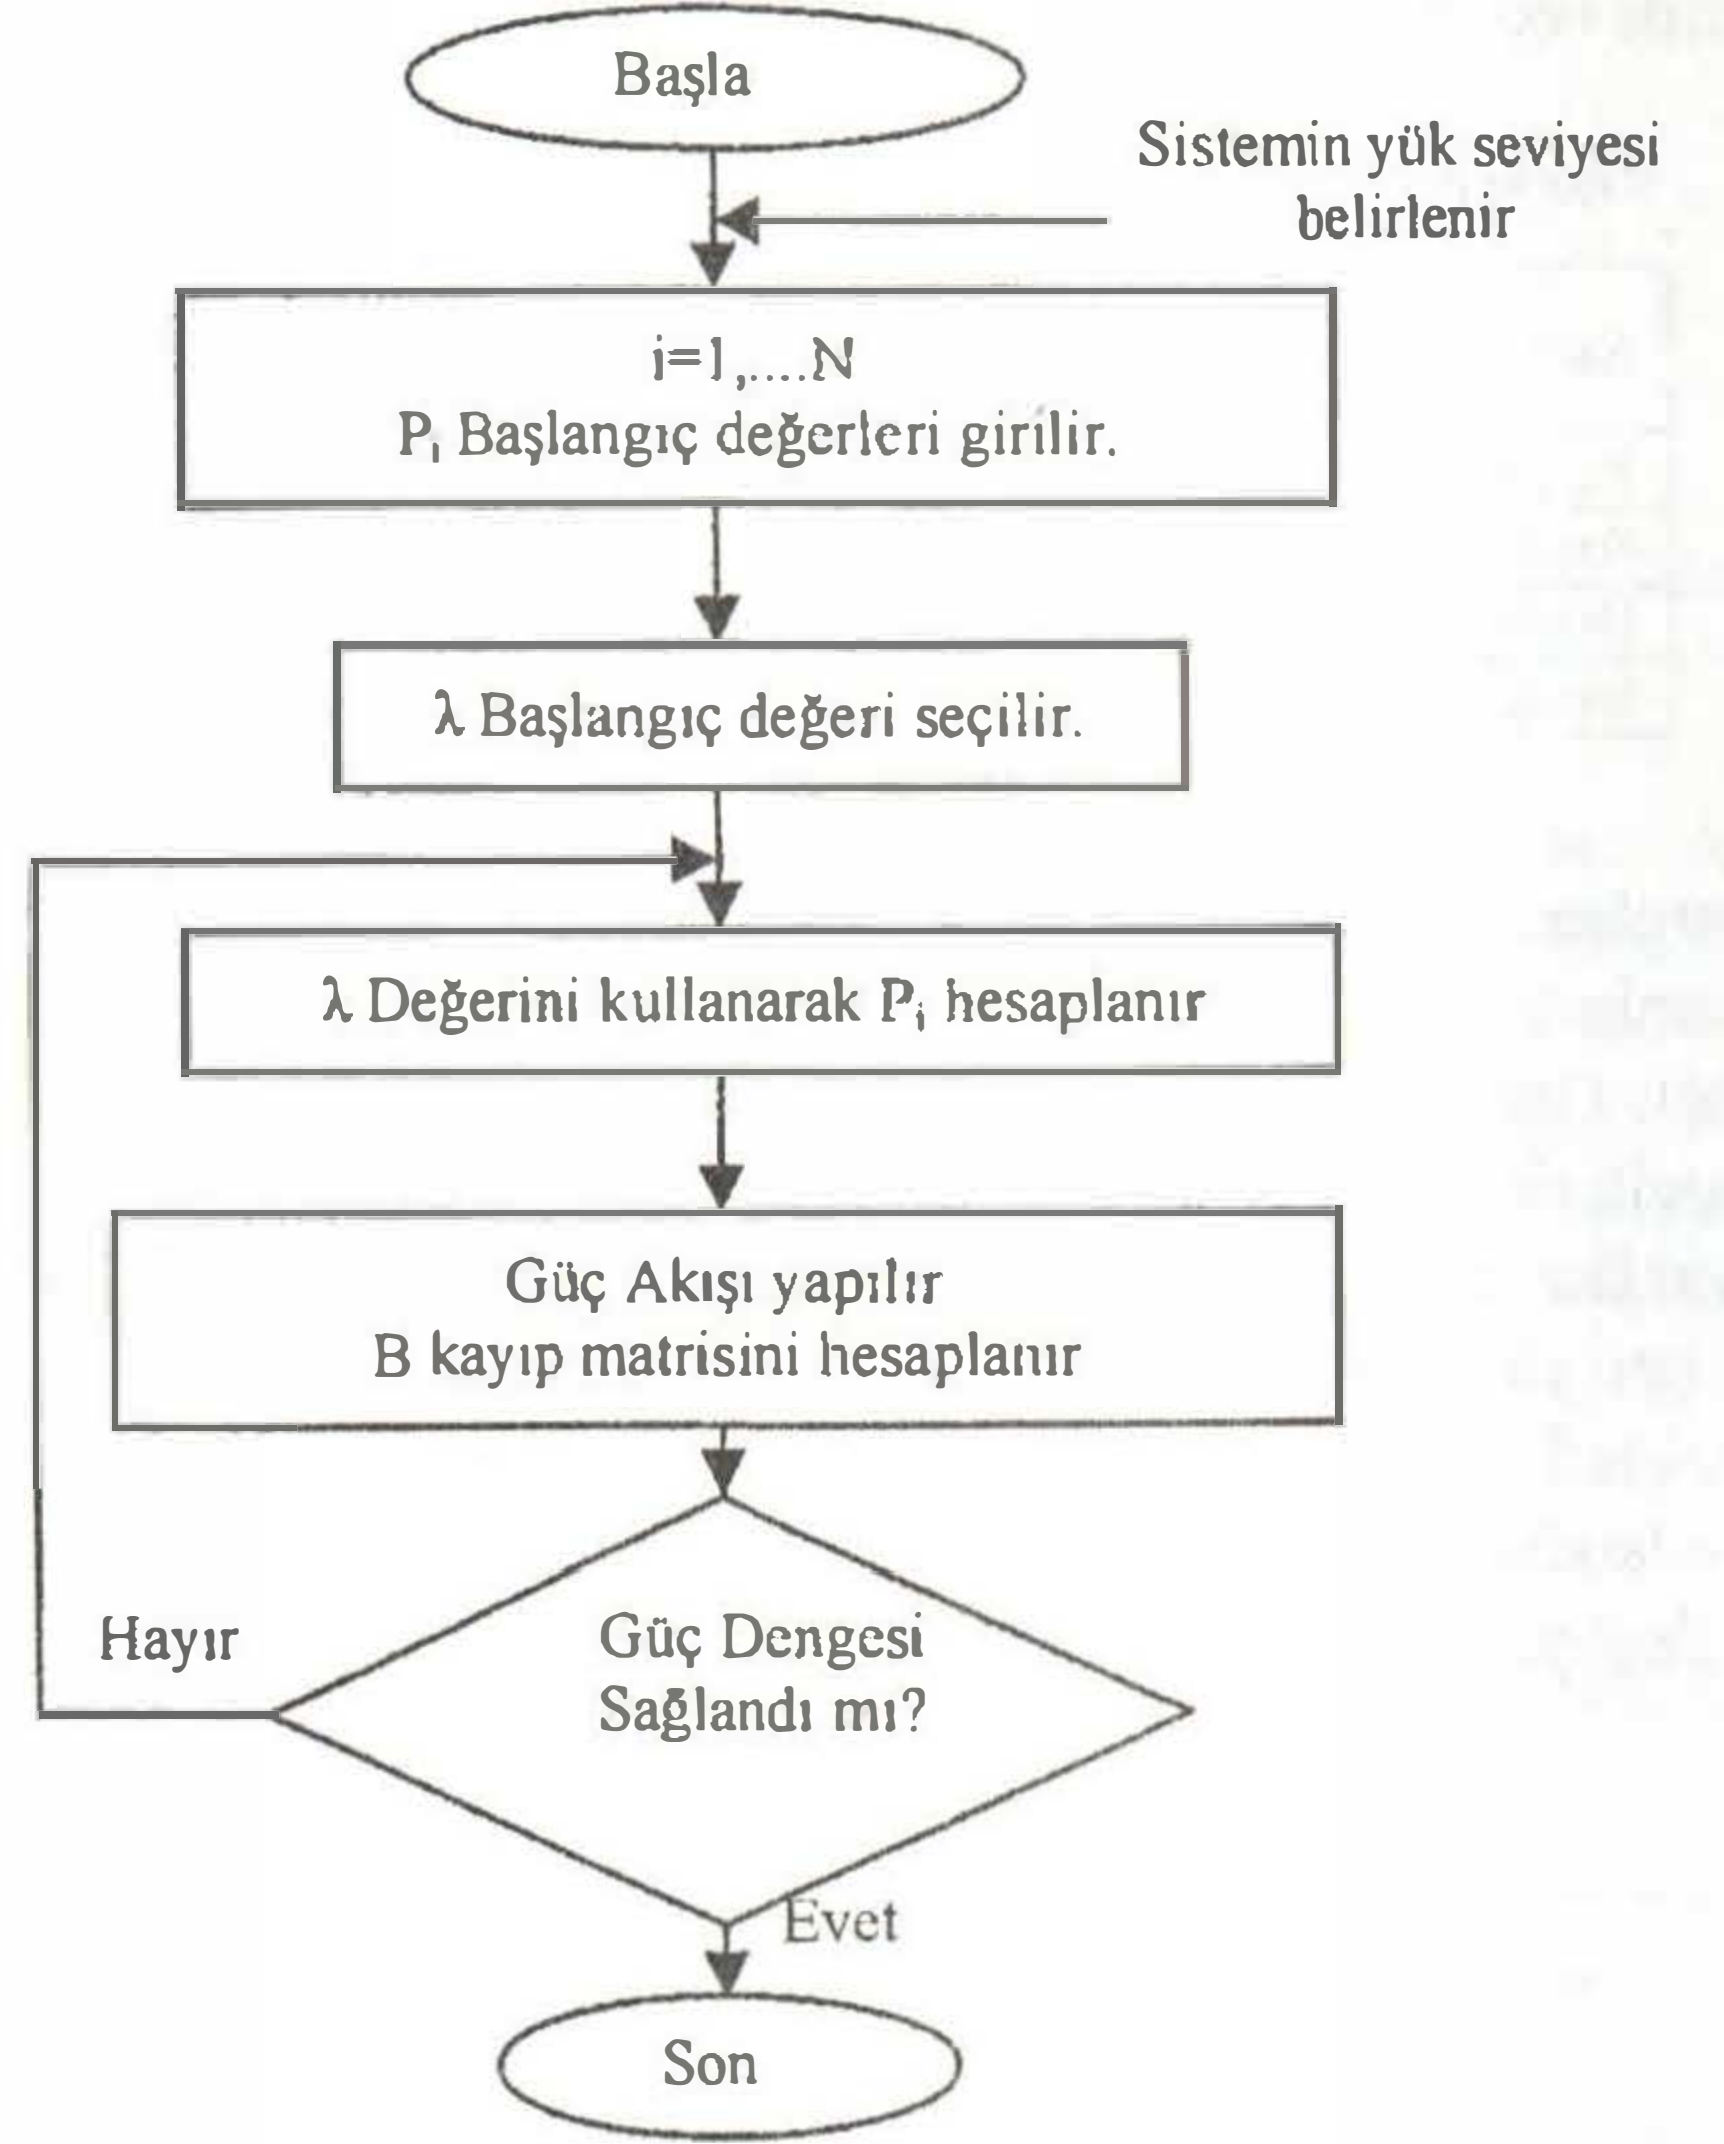 Başla
Sistemin yük seviyesi
belirlenir
i=1,....N
Pᵢ Başlangıç değerleri girilir.
λ Başlangıç değeri seçilir.
λ Değerini kullanarak Pᵢ hesaplanır
Güç Akışı yapılır
B kayıp matrisini hesaplanır
Güç Dengesi
Sağlandı mı?
Hayır
Evet
Son